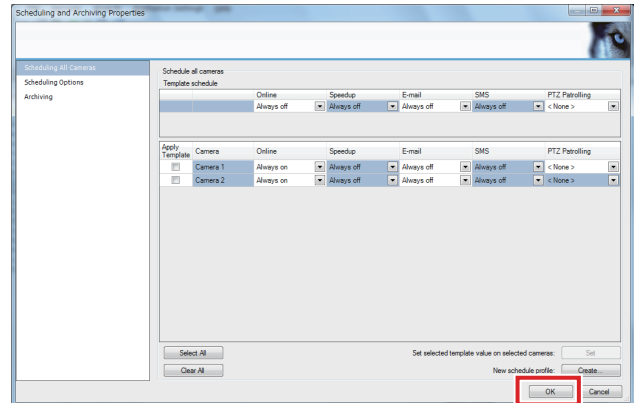 Scheduling and Archiving Properties
Scheduling All Cameras
Scheduling Options
Archiving
Schedule all cameras
Template schedule
Online Speedup E-mail SMS PTZ Patrolling
Always off Always off Always off Always off < None >
Apply Template Camera Online Speedup E-mail SMS PTZ Patrolling
Camera 1 Always on Always off Always off Always off < None >
Camera 2 Always on Always off Always off Always off < None >
Select All Set selected template value on selected cameras: Set
Clear All New schedule profile: Create...
OK Cancel